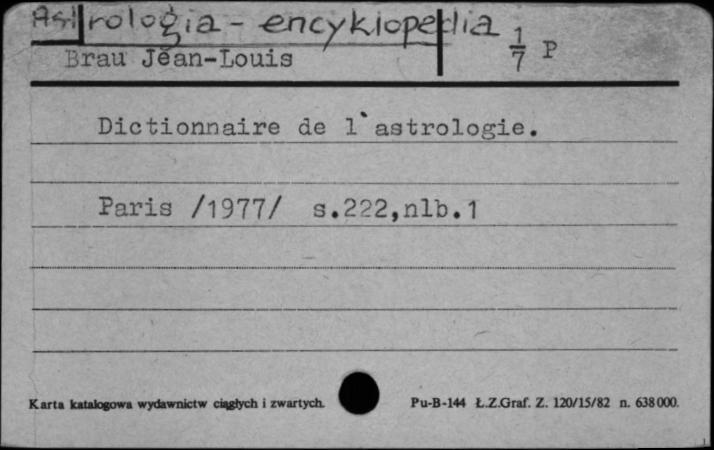 Astrologia - encyklopedia
1/7 P
Brau Jean-Louis
Dictionnaire de l`astrologie.
Paris /1977/ s.222,nlb.1
Karta katalogowa wydawnictw ciągłych i zwartych. Pu-B-144 Ł.Z.Graf. Z. 120/15/82 n. 638000.